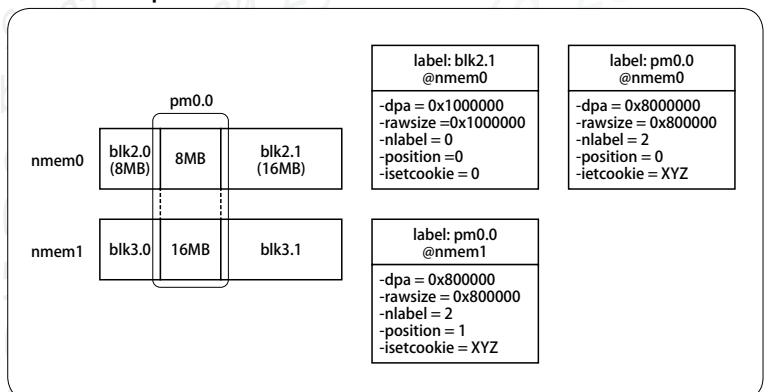 pm0.0
nmem0
blk2.0
(8MB)
8MB
blk2.1
(16MB)
nmem1
blk3.0
16MB
blk3.1
label: blk2.1
@nmem0
-dpa = 0x1000000
-rawsize =0x1000000
-nlabel = 0
-position =0
-isetcookie = 0
label: pm0.0
@nmem0
-dpa = 0x8000000
-rawsize = 0x800000
-nlabel = 2
-position = 0
-ietcookie = XYZ
label: pm0.0
@nmem1
-dpa = 0x800000
-rawsize = 0x800000
-nlabel = 2
-position = 1
-isetcookie = XYZ